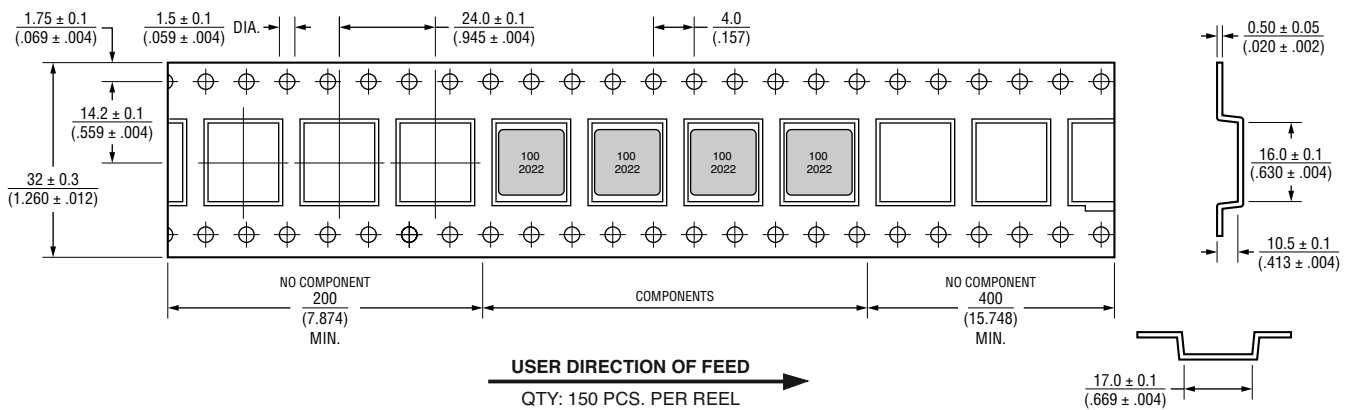 1.75 ± 0.1
(.069 ± .004)
1.5 ± 0.1
(.059 ± .004)
DIA.
24.0 ± 0.1
(.945 ± .004)
4.0
(.157)
0.50 ± 0.05
(.020 ± .002)
14.2 ± 0.1
(.559 ± .004)
32 ± 0.3
(1.260 ± .012)
100
2022
100
2022
100
2022
100
2022
16.0 ± 0.1
(.630 ± .004)
10.5 ± 0.1
(.413 ± .004)
NO COMPONENT
200
(7.874)
MIN.
COMPONENTS
NO COMPONENT
400
(15.748)
MIN.
USER DIRECTION OF FEED
QTY: 150 PCS. PER REEL
17.0 ± 0.1
(.669 ± .004)